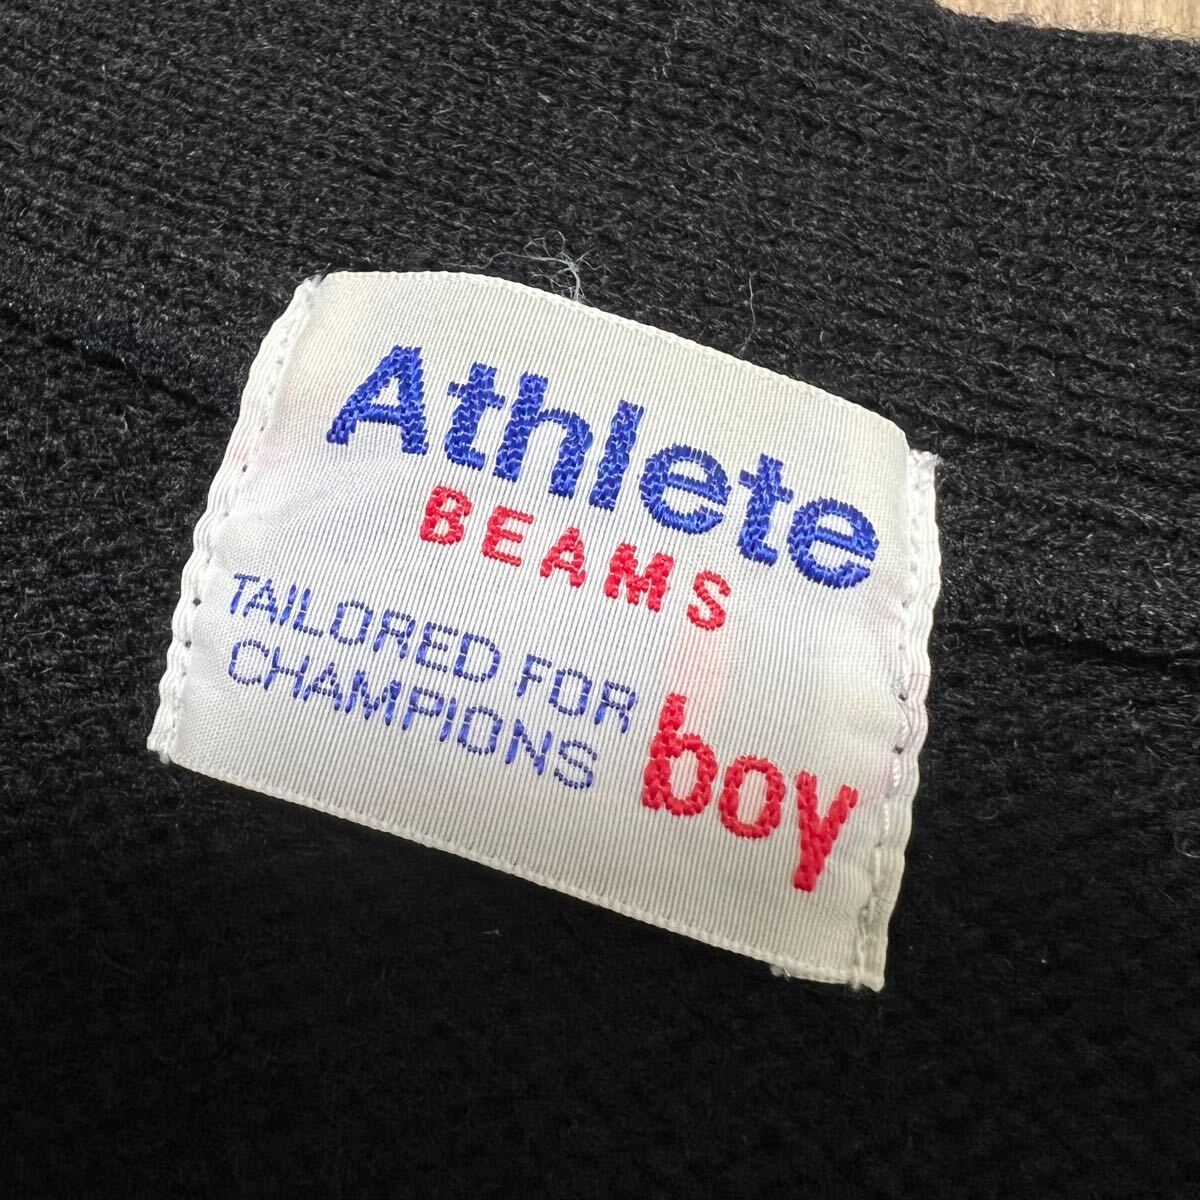 Athlete
BEAMS
TAILORED FOR
CHAMPIONS
boy